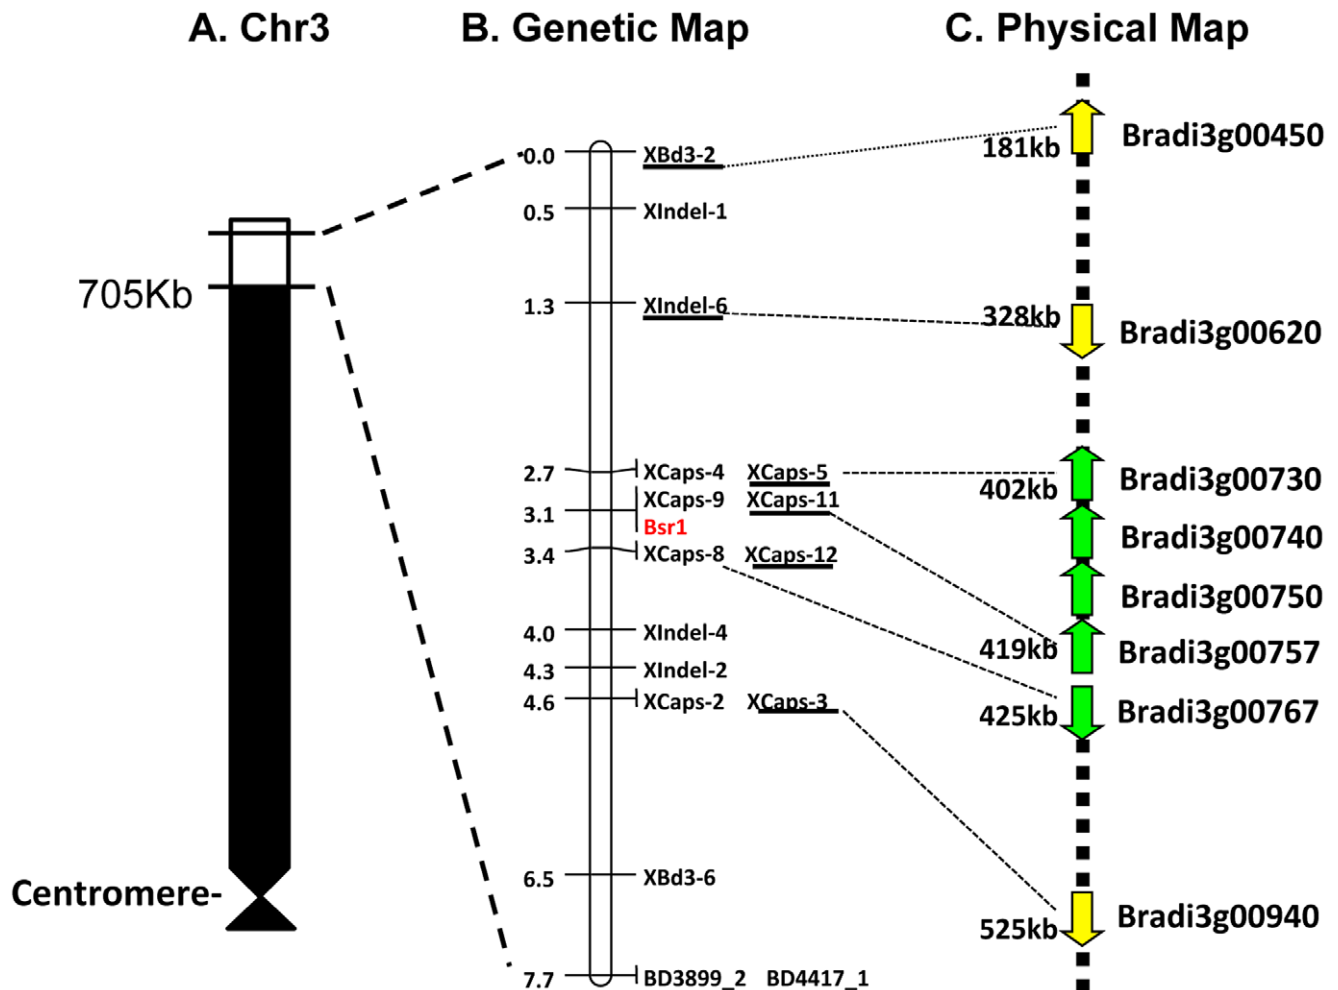 A. Chr3
705Kb
Centromere-
B. Genetic Map
0.0 XBd3-2
0.5 XIndel-1
1.3 XIndel-6
2.7 XCaps-4 XCaps-5
XCaps-9 XCaps-11
3.1
Bsr1
3.4 XCaps-8 XCaps-12
4.0 XIndel-4
4.3 XIndel-2
4.6 XCaps-2 XCaps-3
6.5 XBd3-6
7.7 BD3899_2 BD4417_1
C. Physical Map
181kb Bradi3g00450
328kb Bradi3g00620
402kb Bradi3g00730
Bradi3g00740
Bradi3g00750
419kb Bradi3g00757
425kb Bradi3g00767
525kb Bradi3g00940